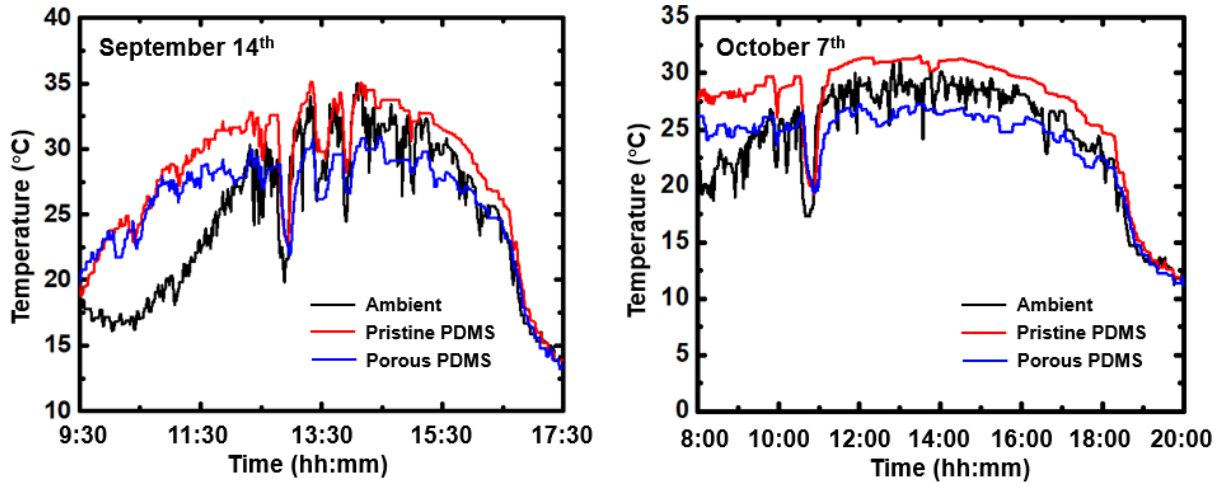 September 14th
Temperature (°C)
40
35
30
25
20
15
10
9:30 11:30 13:30 15:30 17:30
Time (hh:mm)
Ambient
Pristine PDMS
Porous PDMS
October 7th
Temperature (°C)
35
30
25
20
15
10
5
0
8:00 10:00 12:00 14:00 16:00 18:00 20:00
Time (hh:mm)
Ambient
Pristine PDMS
Porous PDMS